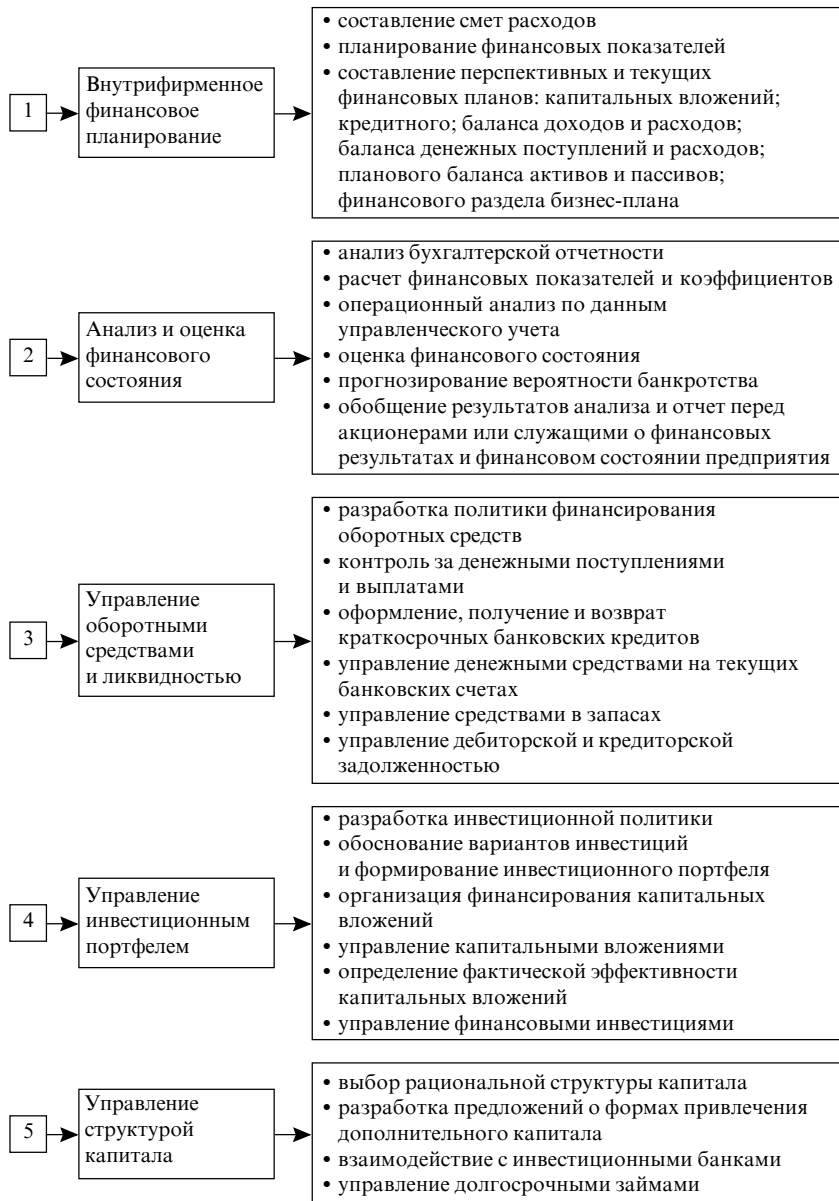 1
Внутрифирменное
финансовое
планирование
• составление смет расходов
• планирование финансовых показателей
• составление перспективных и текущих
финансовых планов: капитальных вложений;
кредитного; баланса доходов и расходов;
баланса денежных поступлений и расходов;
планового баланса активов и пассивов;
финансового раздела бизнес-плана
2
Анализ и оценка
финансового
состояния
• анализ бухгалтерской отчетности
• расчет финансовых показателей и коэффициентов
• операционный анализ по данным
управленческого учета
• оценка финансового состояния
• прогнозирование вероятности банкротства
• обобщение результатов анализа и отчет перед
акционерами или служащими о финансовых
результатах и финансовом состоянии предприятия
3
Управление
оборотными
средствами
и ликвидностью
• разработка политики финансирования
оборотных средств
• контроль за денежными поступлениями
и выплатами
• оформление, получение и возврат
краткосрочных банковских кредитов
• управление денежными средствами на текущих
банковских счетах
• управление средствами в запасах
• управление дебиторской и кредиторской
задолженностью
4
Управление
инвестиционным
портфелем
• разработка инвестиционной политики
• обоснование вариантов инвестиций
и формирование инвестиционного портфеля
• организация финансирования капитальных
вложений
• управление капитальными вложениями
• определение фактической эффективности
капитальных вложений
• управление финансовыми инвестициями
5
Управление
структурой
капитала
• выбор рациональной структуры капитала
• разработка предложений о формах привлечения
дополнительного капитала
• взаимодействие с инвестиционными банками
• управление долгосрочными займами